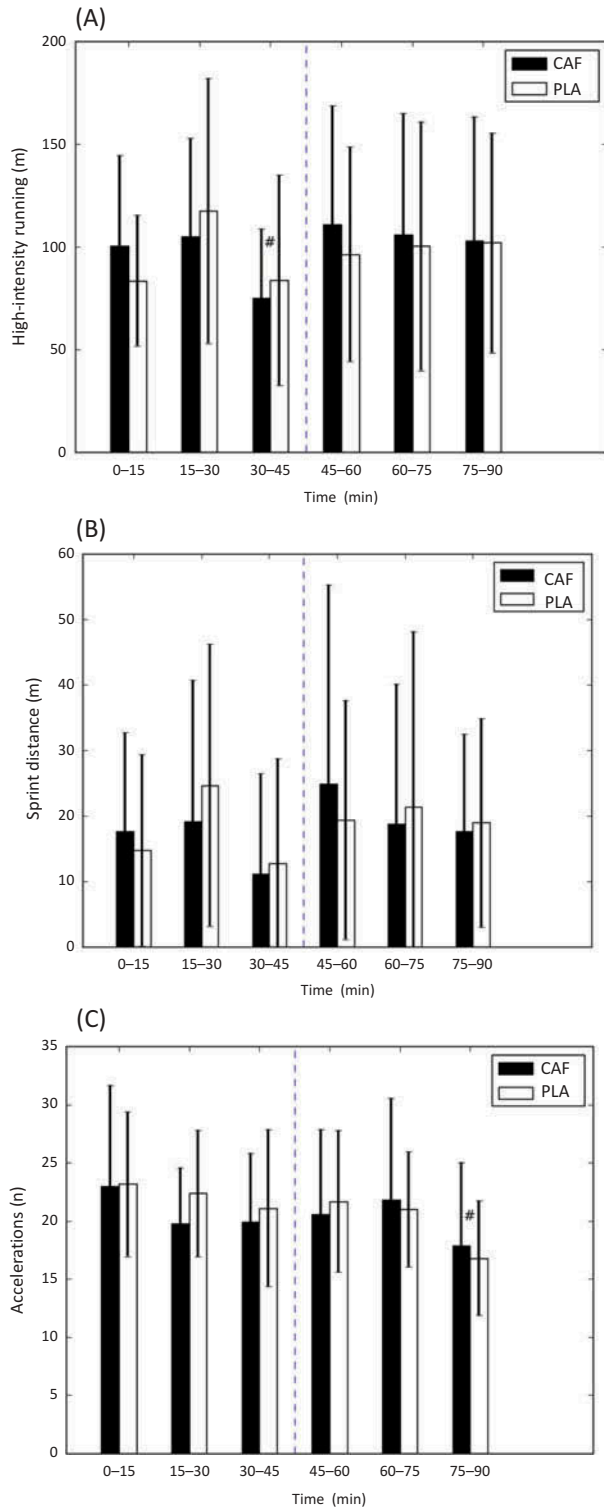 (A)
200
150
100
50
0
High-intensity running (m)
CAF
PLA
#
0–15 15–30 30–45 45–60 60–75 75–90
Time (min)
(B)
60
50
40
30
20
10
0
Sprint distance (m)
CAF
PLA
0–15 15–30 30–45 45–60 60–75 75–90
Time (min)
(C)
35
30
25
20
15
10
5
0
Accelerations (n)
CAF
PLA
#
0–15 15–30 30–45 45–60 60–75 75–90
Time (min)